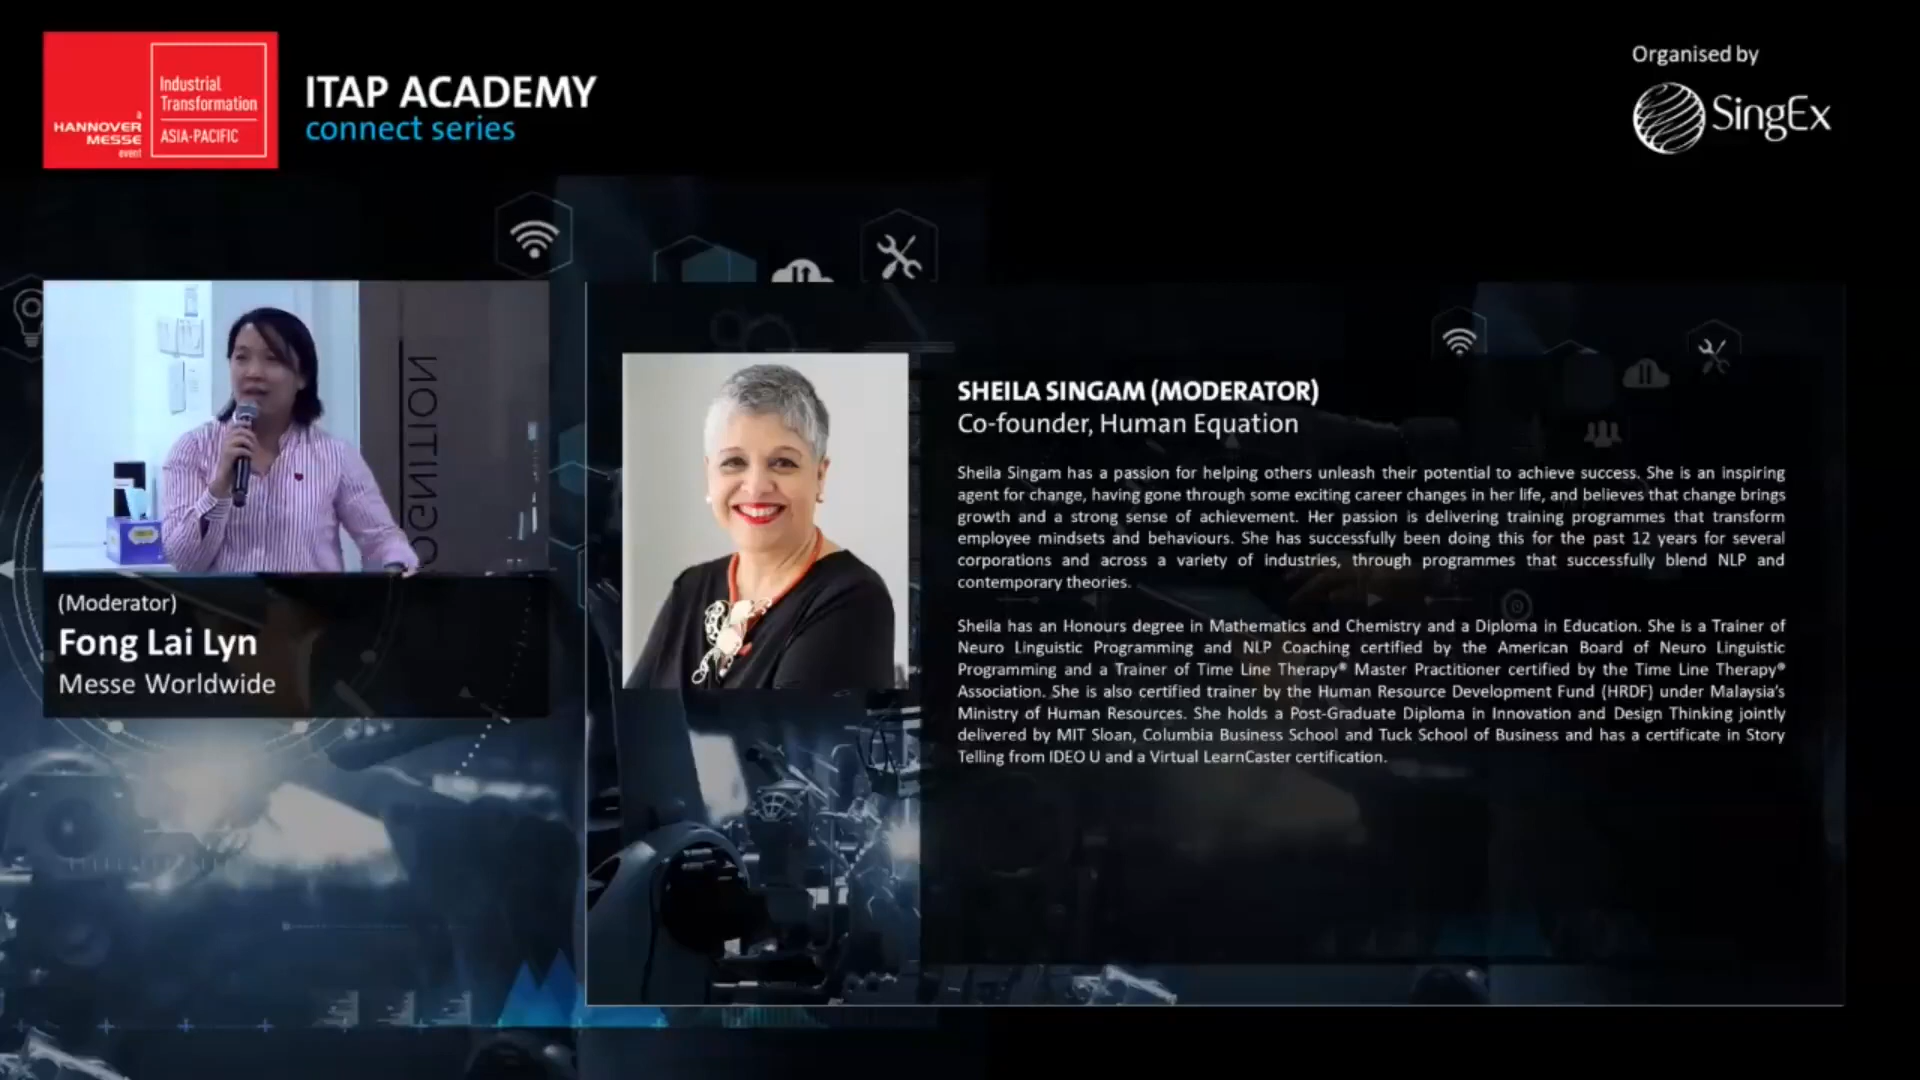 a
HANNOVER
MESSE
event
Industrial
Transformation
ASIA-PACIFIC
ITAP ACADEMY
connect series
Organised by
SingEx
(Moderator)
Fong Lai Lyn
Messe Worldwide
SHEILA SINGAM (MODERATOR)
Co-founder, Human Equation
Sheila Singam has a passion for helping others unleash their potential to achieve success. She is an inspiring
agent for change, having gone through some exciting career changes in her life, and believes that change brings
growth and a strong sense of achievement. Her passion is delivering training programmes that transform
employee mindsets and behaviours. She has successfully been doing this for the past 12 years for several
corporations and across a variety of industries, through programmes that successfully blend NLP and
contemporary theories.
Sheila has an Honours degree in Mathematics and Chemistry and a Diploma in Education. She is a Trainer of
Neuro Linguistic Programming and NLP Coaching certified by the American Board of Neuro Linguistic
Programming and a Trainer of Time Line Therapy® Master Practitioner certified by the Time Line Therapy®
Association. She is also certified trainer by the Human Resource Development Fund (HRDF) under Malaysia's
Ministry of Human Resources. She holds a Post-Graduate Diploma in Innovation and Design Thinking jointly
delivered by MIT Sloan, Columbia Business School and Tuck School of Business and has a certificate in Story
Telling from IDEO U and a Virtual LearnCaster certification.